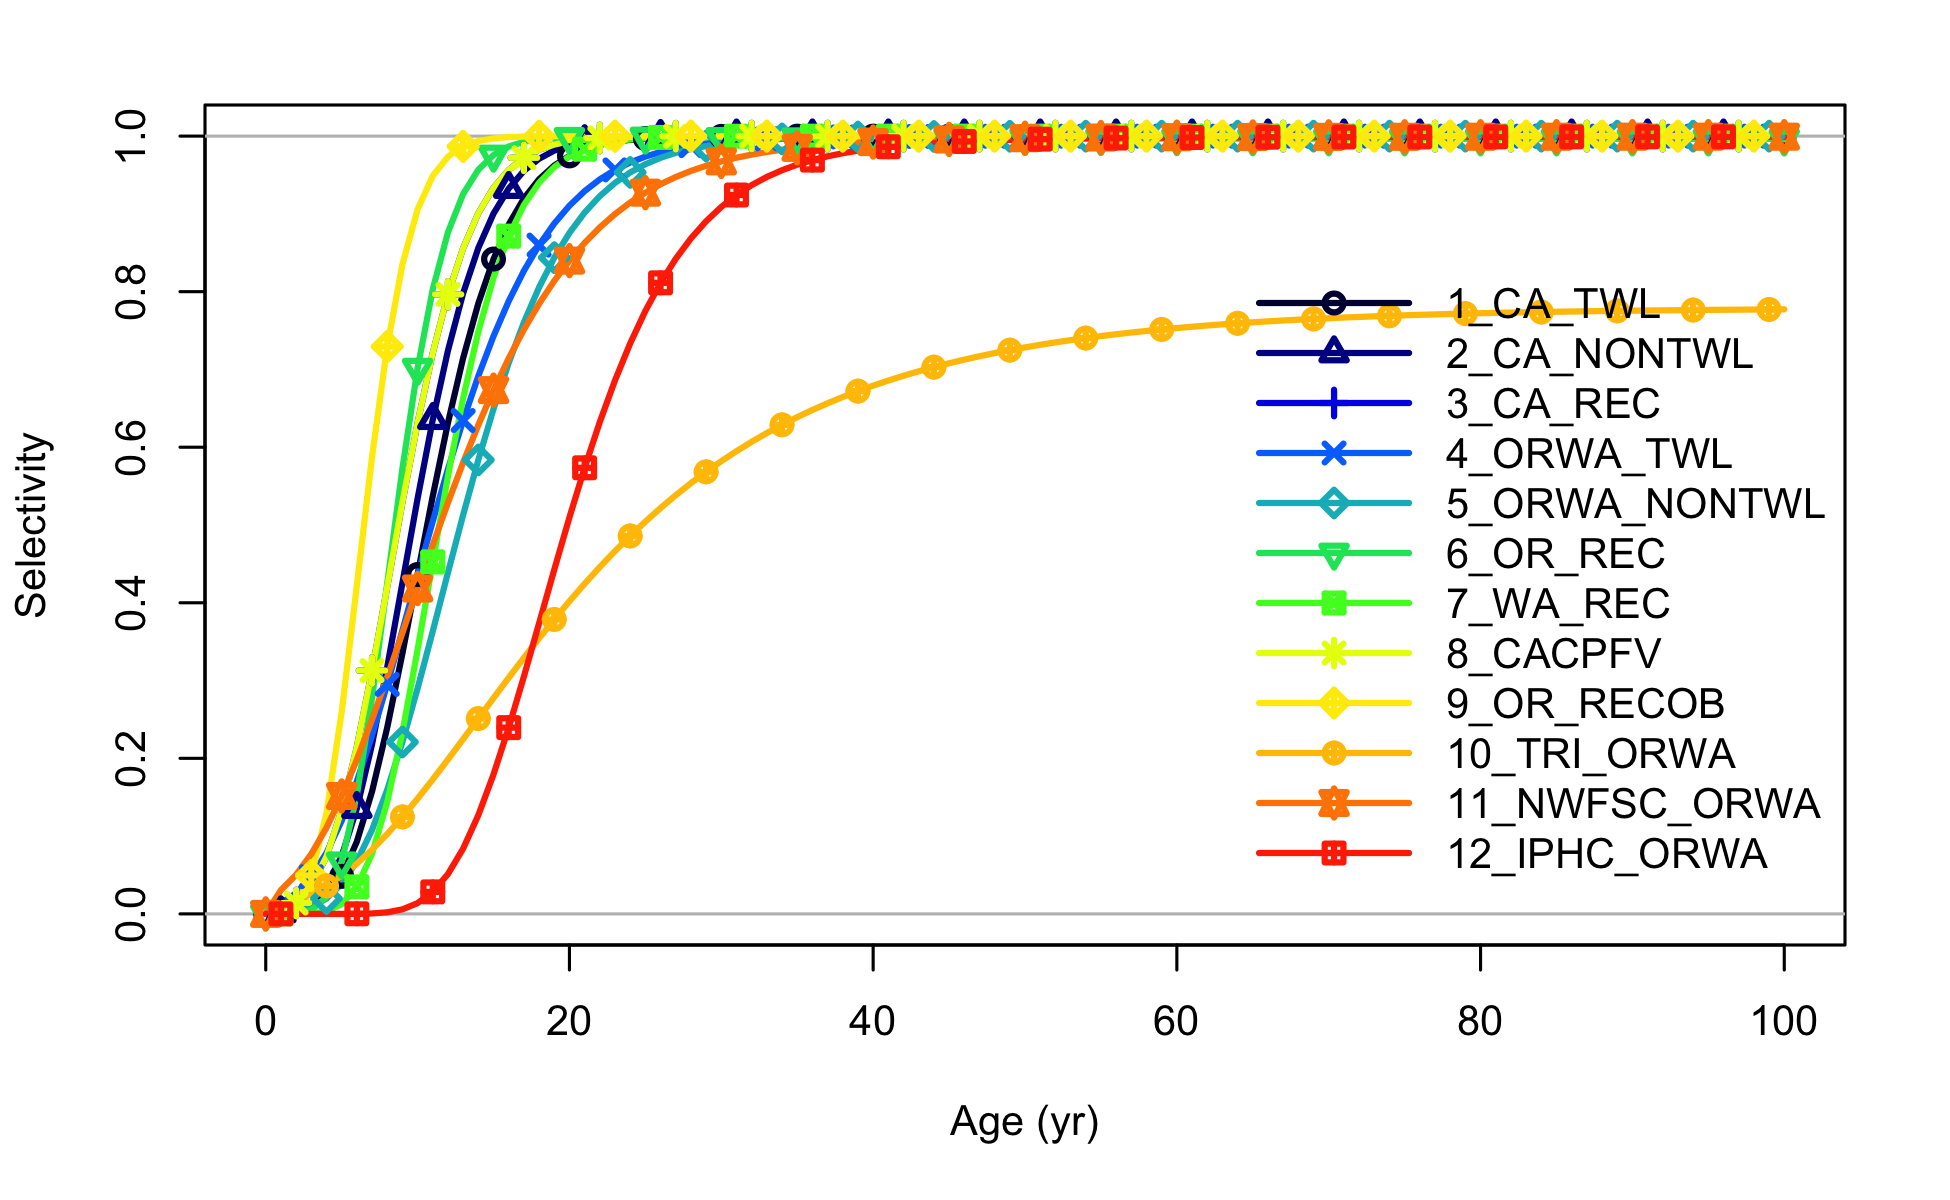 Selectivity
1.0
0.8
0.6
0.4
0.2
0.0
1_CA_TWL
2_CA_NONTWL
3_CA_REC
4_ORWA_TWL
5_ORWA_NONTWL
6_OR_REC
7_WA_REC
8_CACPFV
9_OR_RECOB
10_TRI_ORWA
11_NWFSC_ORWA
12_IPHC_ORWA
0 20 40 60 80 100
Age (yr)